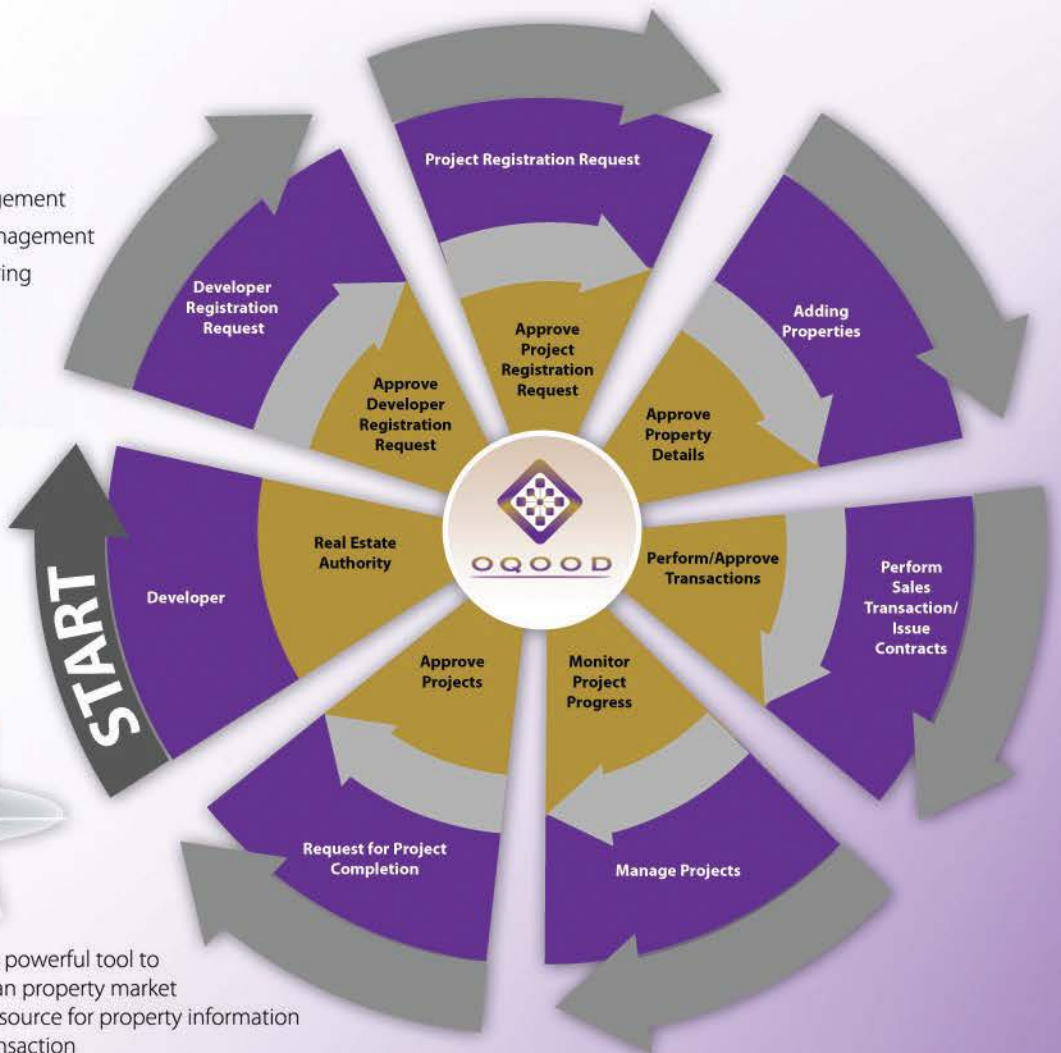 gement
nagement
ring
START
Developer
Real Estate
Authority
Developer
Registration
Request
Approve
Developer
Registration
Request
Project Registration Request
Approve
Project
Registration
Request
Adding
Properties
Approve
Property
Details
Perform
Sales
Transaction/
Issue
Contracts
Perform/Approve
Transactions
Manage Projects
Monitor
Project
Progress
Request for Project
Completion
Approve
Projects
OQOOD
powerful tool to
an property market
source for property information
nsaction